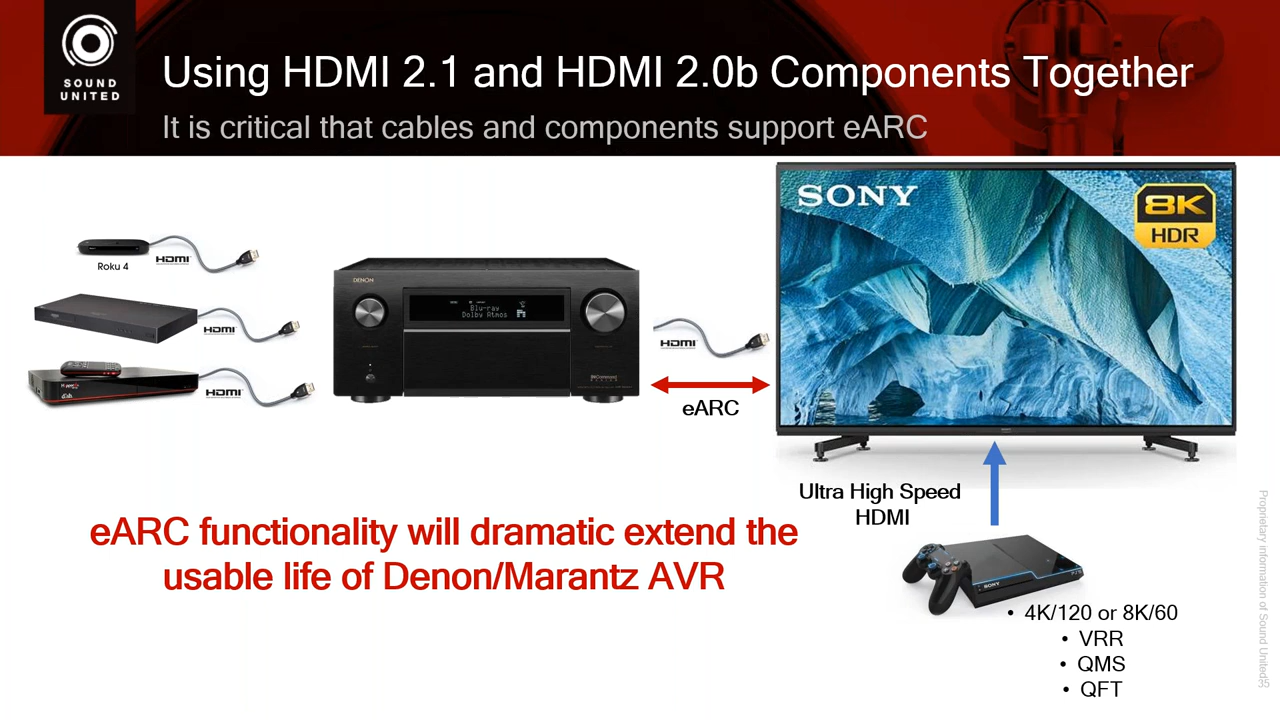 SOUND
UNITED
Using HDMI 2.1 and HDMI 2.0b Components Together
It is critical that cables and components support eARC
Roku 4
HDMI
HDMI
HDMI
DENON
Blu-ray
Dolby Atmos
HDMI
eARC
SONY
8K
HDR
dish
Ultra High Speed
HDMI
SONY
eARC functionality will dramatic extend the
usable life of Denon/Marantz AVR
• 4K/120 or 8K/60
• VRR
• QMS
• QFT
Proprietary information of Sound United
35